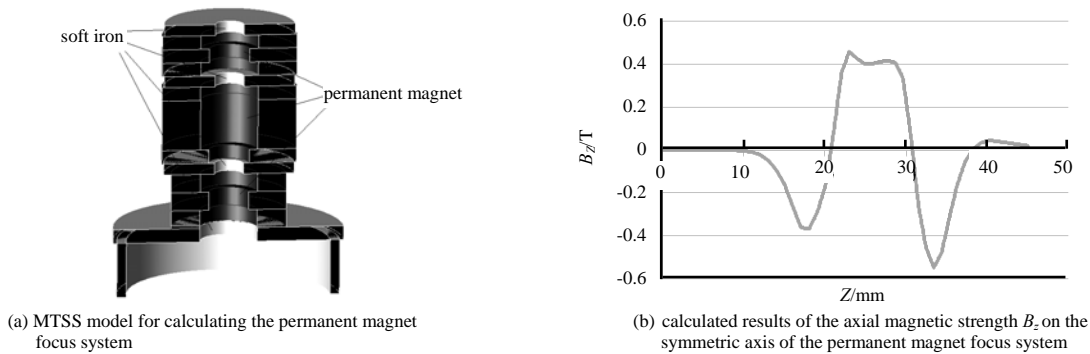 soft iron
permanent magnet
(a) MTSS model for calculating the permanent magnet
focus system
0.6
0.4
0.2
0
-0.2
-0.4
-0.6
B_Z/T
0 10 20 30 40 50
Z/mm
(b) calculated results of the axial magnetic strength B_z on the
symmetric axis of the permanent magnet focus system